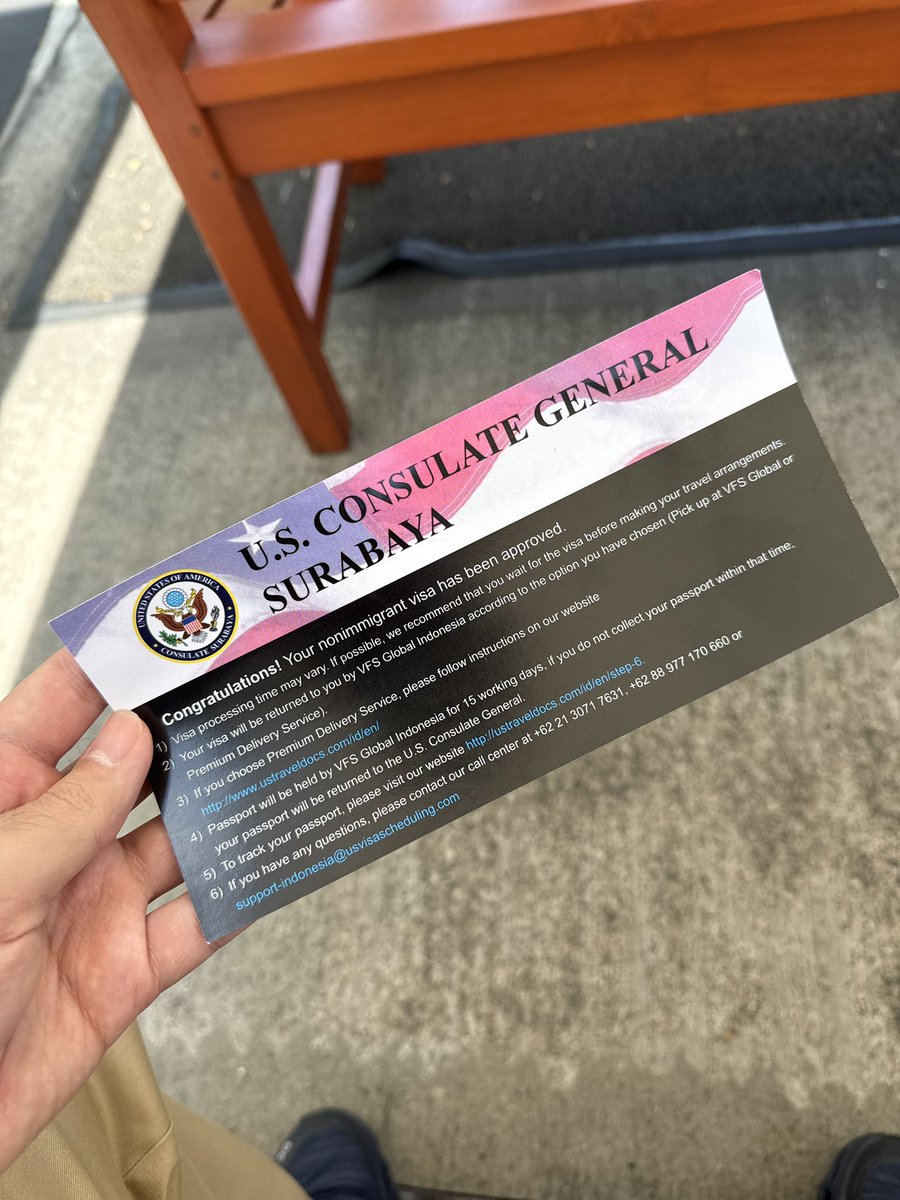 U.S. CONSULATE GENERAL
SURABAYA
UNITED STATES OF AMERICA
CONSULATE SURABAYA
Congratulations! Your nonimmigrant visa has been approved.
1) Visa processing time may vary. If possible, we recommend that you wait for the visa before making your travel arrangements.
2) Your visa will be returned to you by VFS Global Indonesia according to the option you have chosen (Pick up at VFS Global or
Premium Delivery Service).
3) If you choose Premium Delivery Service, please follow instructions on our website
http://www.ustraveldocs.com/id/en/
4) Passport will be held by VFS Global Indonesia for 15 working days, if you do not collect your passport within that time,
your passport will be returned to the U.S. Consulate General.
5) To track your passport, please visit our website http://ustraveldocs.com/id/en/step-6.
6) If you have any questions, please contact our call center at +62 21 3071 7631, +62 88 977 170 660 or
support-indonesia@usvisascheduling.com